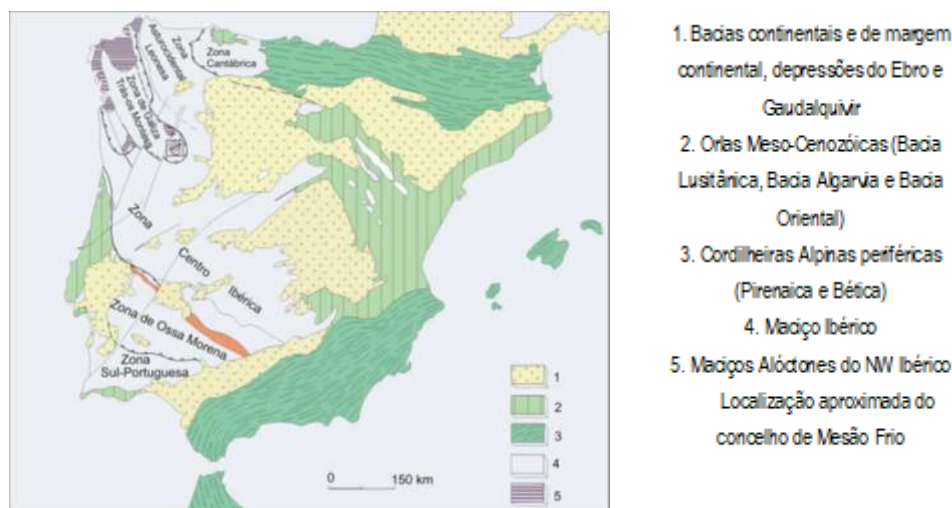 Zona
Asturocidental
Leonesa
Zona
Cantábrica
Zona de Galiza
Trás-os Montes
Zona
Centro
Ibérica
Zona de Ossa Morena
Zona
Sul-Portuguesa
1
2
3
4
5
0 150 km
1. Bacias continentais e de margem
continental, depressões do Ebro e
Gaudalquivir
2. Orlas Meso-Cenozóicas (Bacia
Lusitânica, Bacia Algarvia e Bacia
Oriental)
3. Cordilheiras Alpinas periféricas
(Pirenaica e Bética)
4. Maciço Ibérico
5. Maciços Alóctones do NW Ibérico
Localização aproximada do
concelho de Mesão Frio